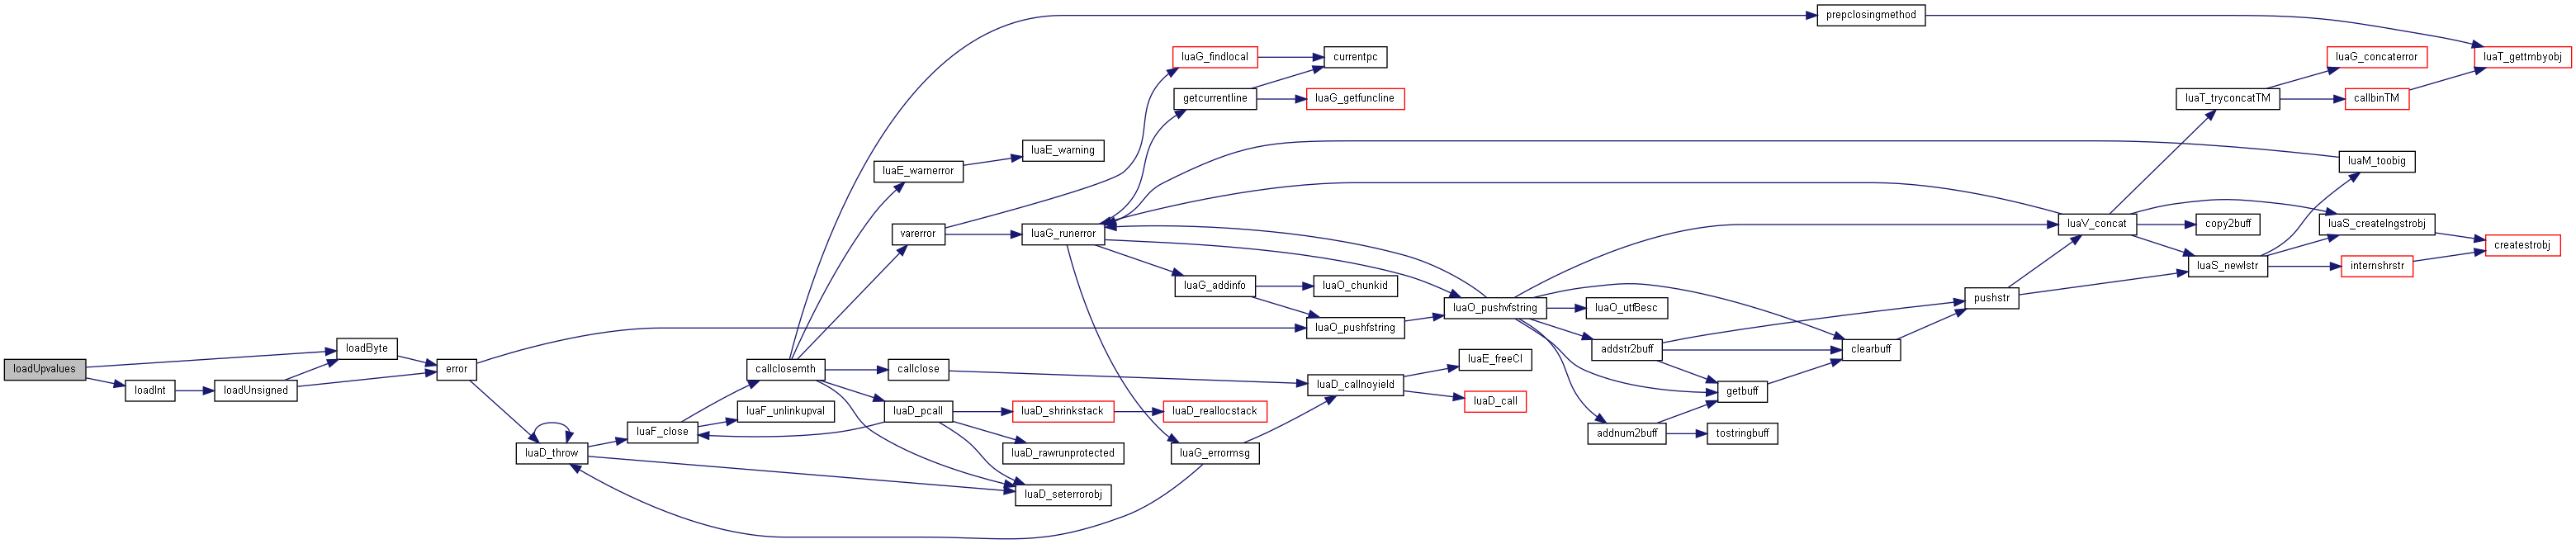 prepclosingmethod
luaG_findlocal
currentpc
luaG_concaterror
luaT_gettmbyobj
getcurrentline
luaG_getfuncline
luaT_tryconcatTM
callbinTM
luaE_warning
luaE_warnerror
luaM_toobig
varerror
luaG_runerror
luaV_concat
copy2buff
luaS_createlngstrobj
createstrobj
luaG_addinfo
luaO_chunkid
luaS_newlstr
internshrstr
luaO_pushvfstring
luaO_utf8esc
pushstr
luaO_pushfstring
loadByte
addstr2buff
clearbuff
loadUpvalues
error
callclosemth
callclose
luaE_freeCI
loadInt
loadUnsigned
luaD_callnoyield
luaD_call
getbuff
luaF_unlinkupval
luaD_pcall
luaD_shrinkstack
luaD_reallocstack
luaF_close
addnum2buff
tostringbuff
luaD_throw
luaD_rawrunprotected
luaG_errormsg
luaD_seterrorobj